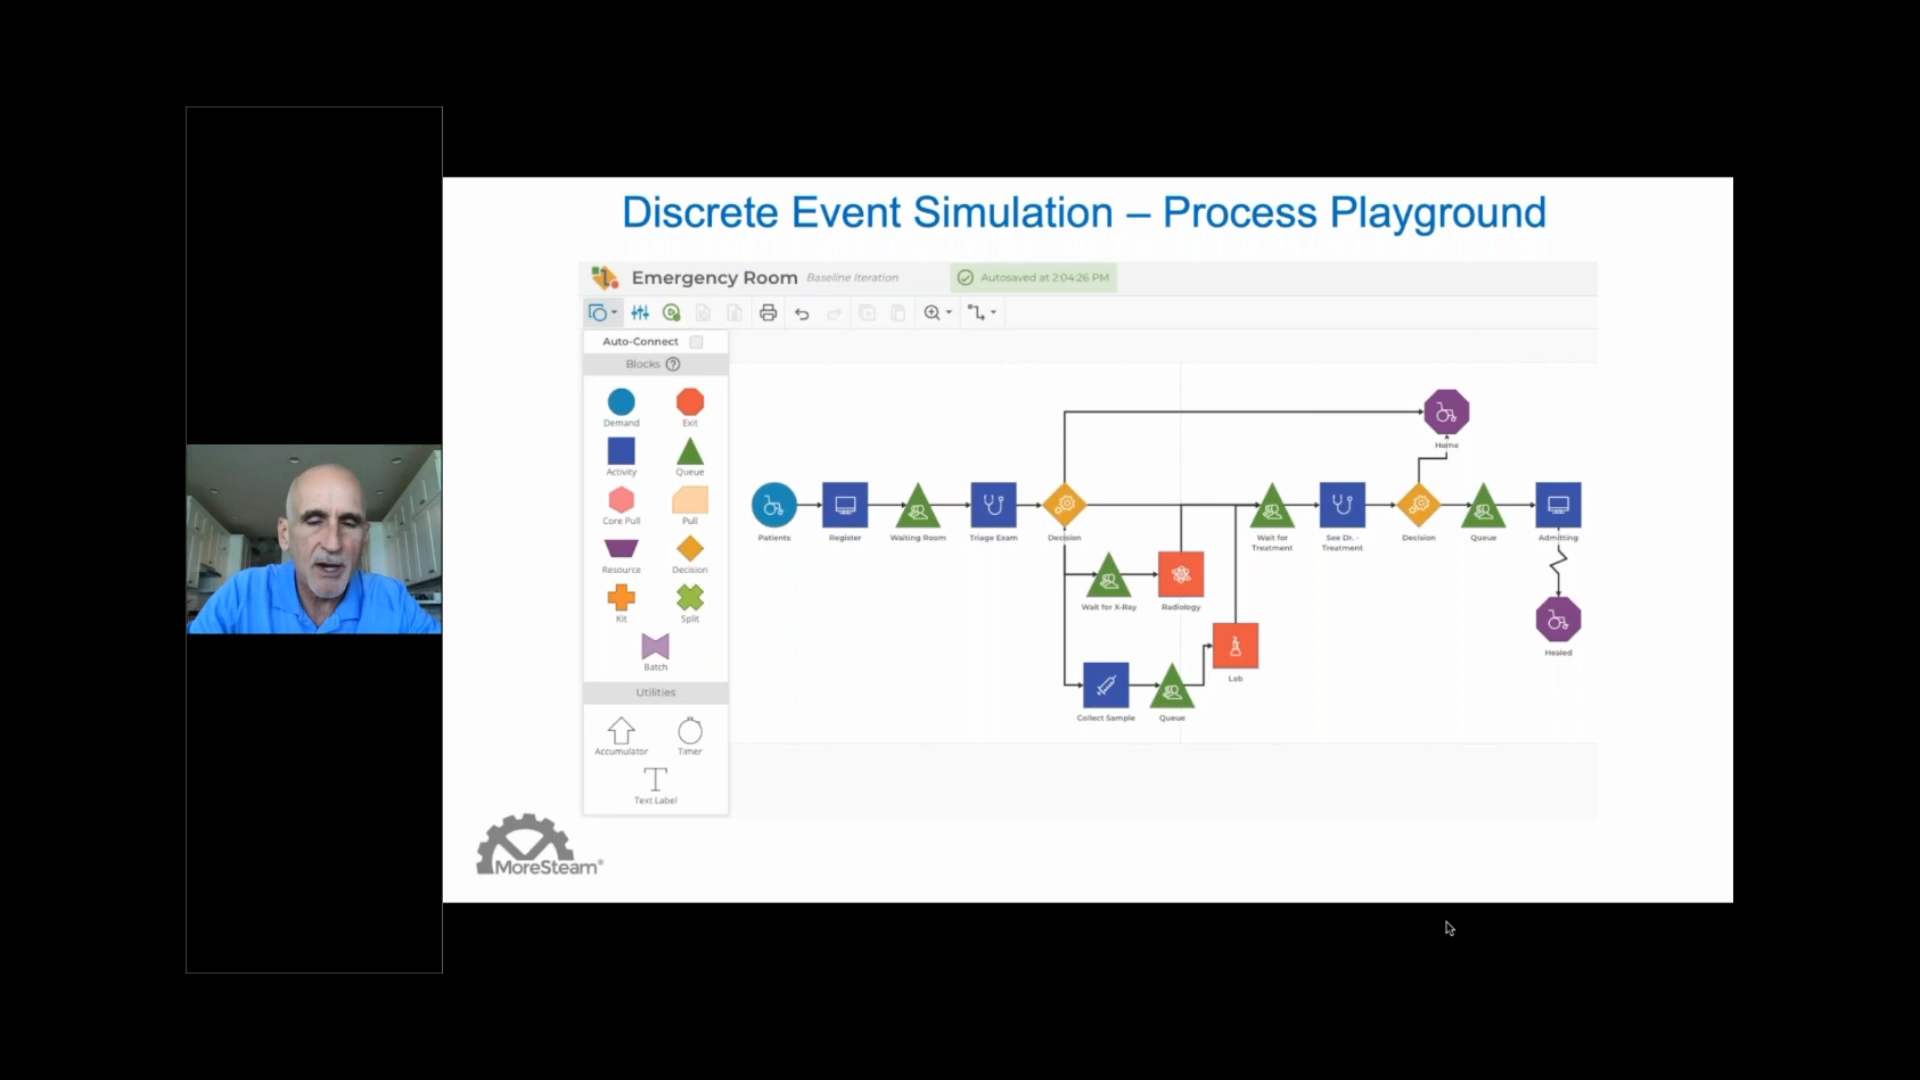 Discrete Event Simulation – Process Playground
Emergency Room Baseline Iteration Autosaved at 2:04:26 PM
Auto-Connect
Blocks ?
Demand Exit
Activity Queue
Core Pull Pull
Resource Decision
Kit Split
Batch
Utilities
Accumulator Timer
Text Label
Home
Patients Register Waiting Room Triage Exam Decision Wait for Treatment See Dr. - Treatment Decision Queue Admitting
Wait for X-Ray Radiology
Healed
Lab
Collect Sample Queue
MoreSteam®